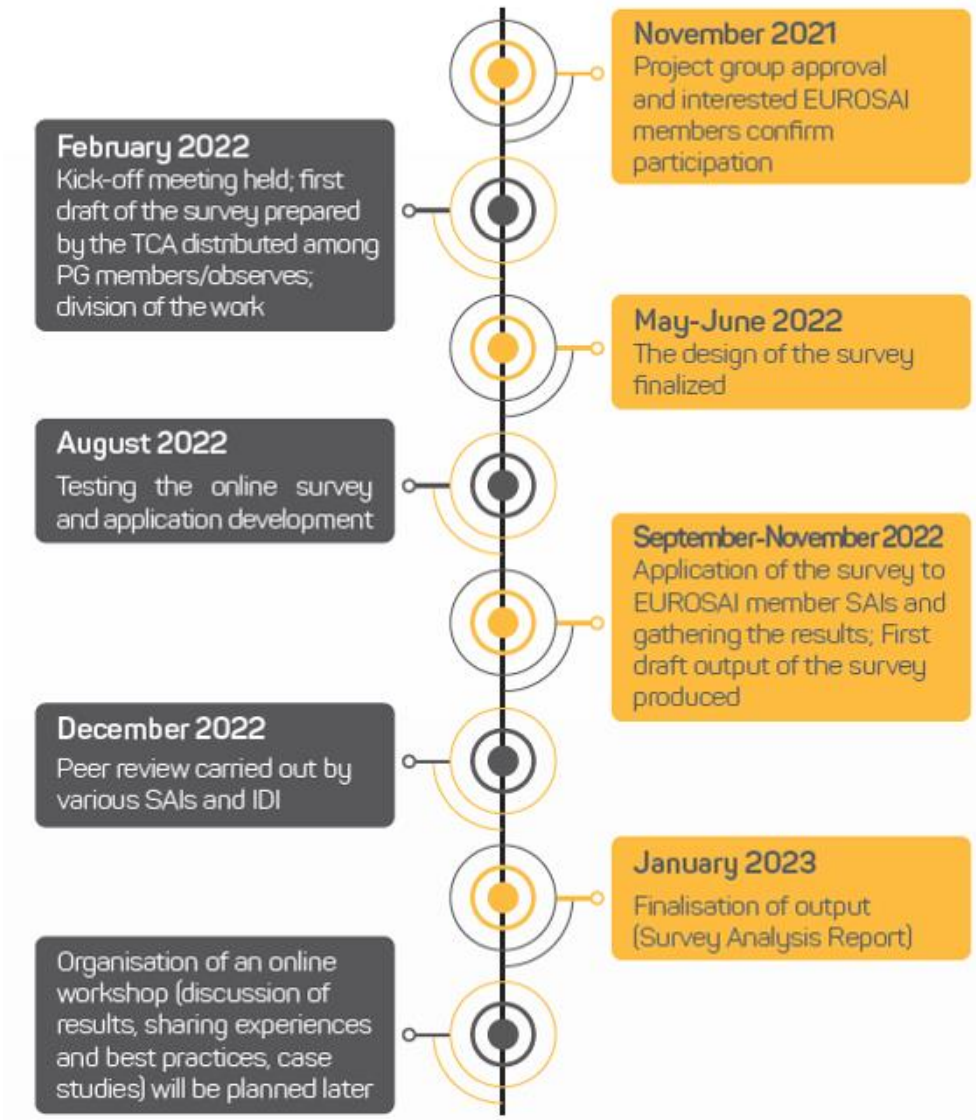 November 2021
Project group approval
and interested EUROSAI
members confirm
participation
February 2022
Kick-off meeting held; first
draft of the survey prepared
by the TCA distributed among
PG members/observes;
division of the work
May-June 2022
The design of the survey
finalized
August 2022
Testing the online survey
and application development
September-November 2022
Application of the survey to
EUROSAI member SAIs and
gathering the results; First
draft output of the survey
produced
December 2022
Peer review carried out by
various SAIs and IDI
January 2023
Finalisation of output
(Survey Analysis Report)
Organisation of an online
workshop (discussion of
results, sharing experiences
and best practices, case
studies) will be planned later